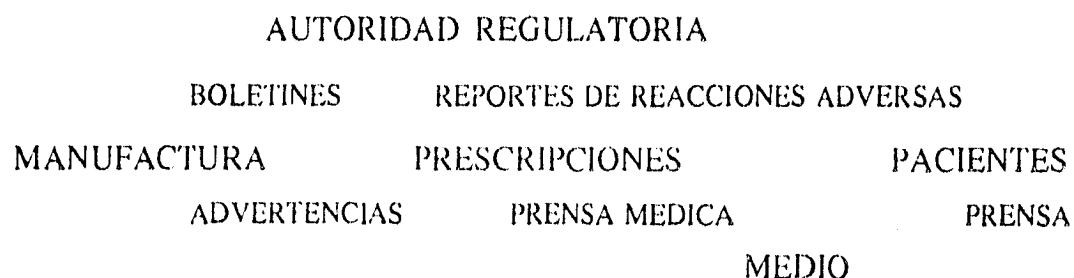 AUTORIDAD REGULATORIA
BOLETINES REPORTES DE REACCIONES ADVERSAS
MANUFACTURA PRESCRIPCIONES PACIENTES
ADVERTENCIAS PRENSA MEDICA PRENSA
MEDIO